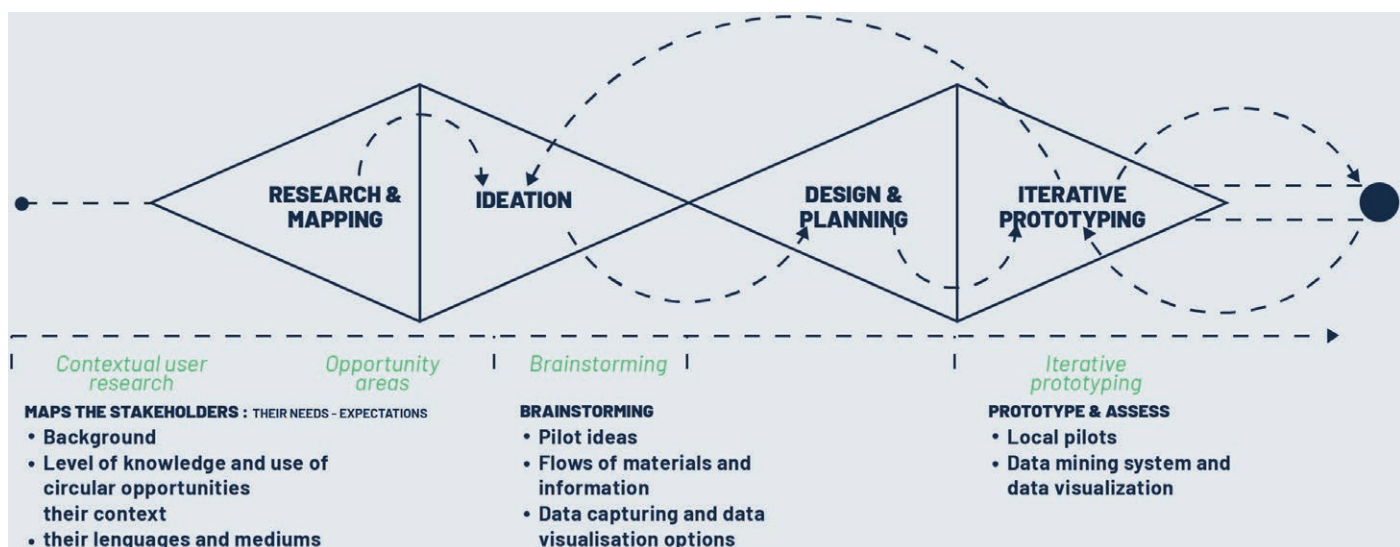 RESEARCH &
MAPPING
IDEATION
DESIGN &
PLANNING
ITERATIVE
PROTOTYPING
Contextual user
research
Opportunity
areas
Brainstorming
Iterative
prototyping
MAPS THE STAKEHOLDERS : THEIR NEEDS - EXPECTATIONS
• Background
• Level of knowledge and use of
circular opportunities
their context
• their lenguages and mediums
BRAINSTORMING
• Pilot ideas
• Flows of materials and
information
• Data capturing and data
visualisation options
PROTOTYPE & ASSESS
• Local pilots
• Data mining system and
data visualization